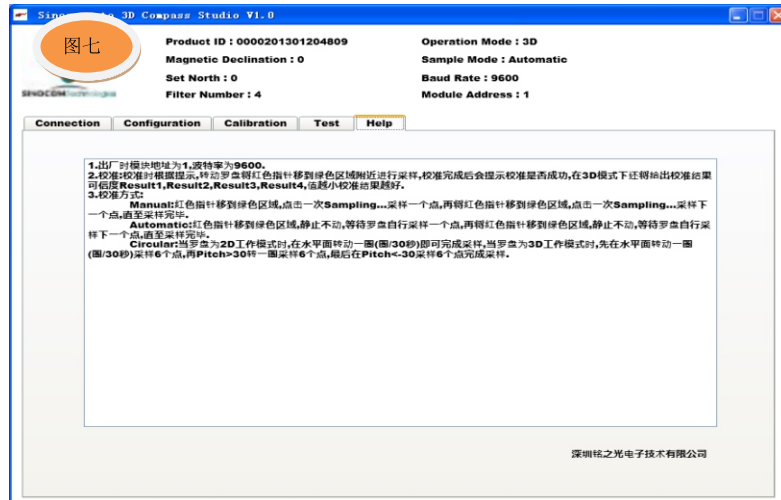 3D Compass Studio V1.0
图七
Product ID : 0000201301204809
Operation Mode : 3D
Magnetic Declination : 0
Sample Mode : Automatic
Set North : 0
Baud Rate : 9600
SINOCOM
Filter Number : 4
Module Address : 1
Connection Configuration Calibration Test Help
1.出厂时模块地址为1,波特率为9600.
2.校准:校准时根据提示,转动罗盘将红色指针移到绿色区域附近进行采样,校准完成后会提示校准是否成功,在3D模式下还将给出校准结果
可信度Result1,Result2,Result3,Result4,值越小校准结果越好.
3.校准方式:
Manual:红色指针移到绿色区域,点击一次Sampling...采样一个点,再将红色指针移到绿色区域,点击一次Sampling...采样下
一个点,直至采样完毕.
Automatic:红色指针移到绿色区域,静止不动,等待罗盘自行采样一个点,再将红色指针移到绿色区域,静止不动,等待罗盘自行采
样下一个点,直至采样完毕.
Circular:当罗盘为2D工作模式时,在水平面转动一圈(圈/30秒)即可完成采样,当罗盘为3D工作模式时,先在水平面转动一圈
(圈/30秒)采样6个点,再Pitch>30转一圈采样6个点,最后在Pitch<-30采样6个点完成采样.
深圳铭之光电子技术有限公司